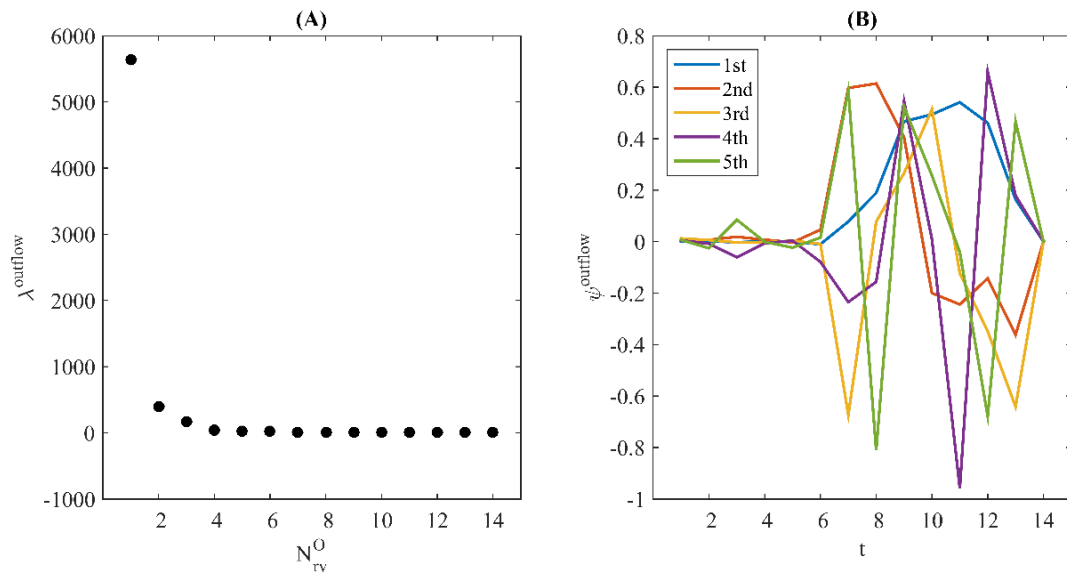 (A)
6000
5000
4000
3000
2000
1000
0
-1000
2 4 6 8 10 12 14
λ^outflow
N_rv^O
(B)
0.8
0.6
0.4
0.2
0
-0.2
-0.4
-0.6
-0.8
-1
2 4 6 8 10 12 14
ψ^outflow
t
1st
2nd
3rd
4th
5th